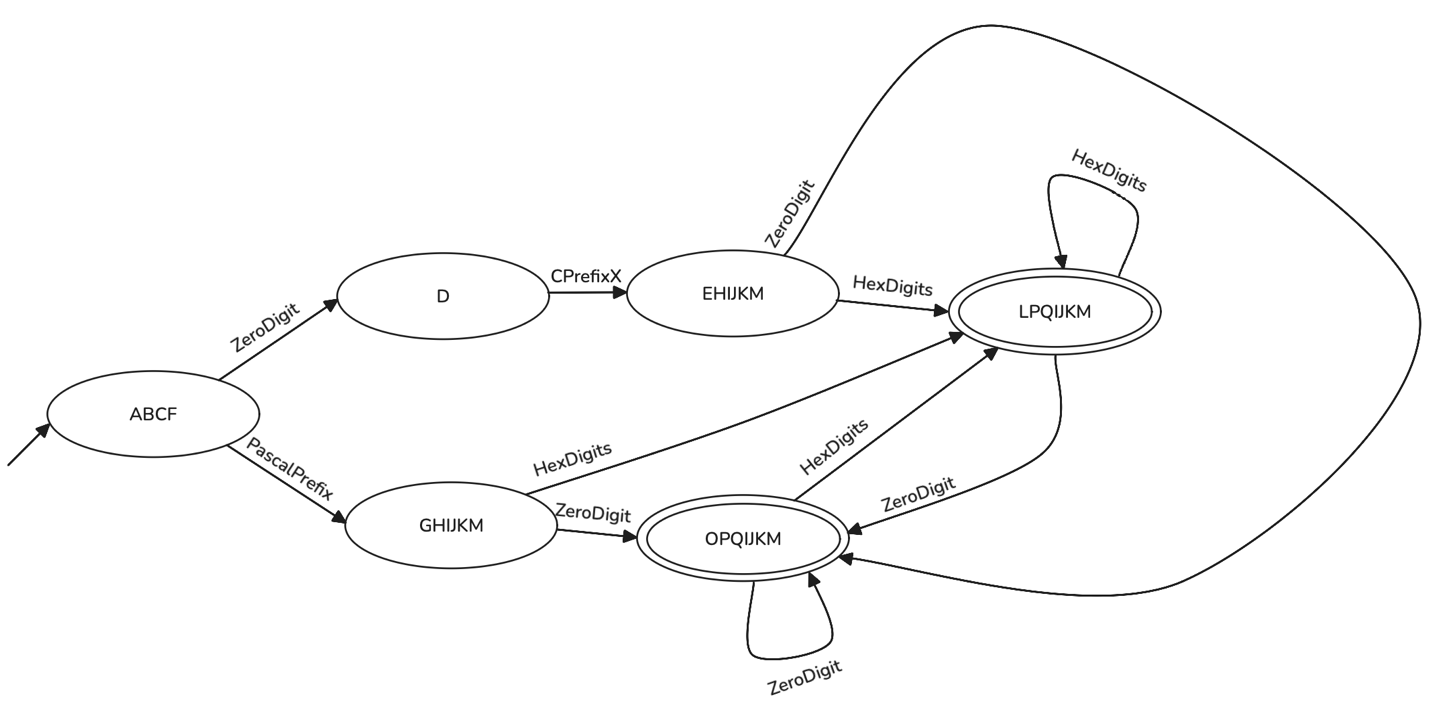 HexDigits
ZeroDigit
CPrefixX
D
EHIJKM
HexDigits
LPQIJKM
ZeroDigit
ABCF
PascalPrefix
HexDigits
HexDigits
ZeroDigit
GHIJKM
ZeroDigit
OPQIJKM
ZeroDigit